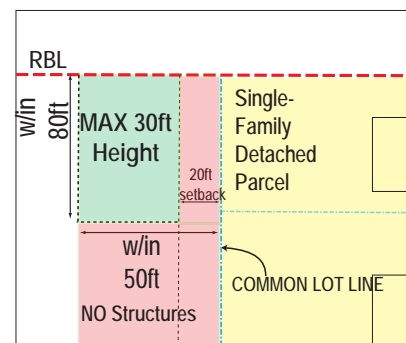 RBL
w/in
80ft
MAX 30ft
Height
20ft
setback
Single-
Family
Detached
Parcel
w/in
50ft
COMMON LOT LINE
NO Structures